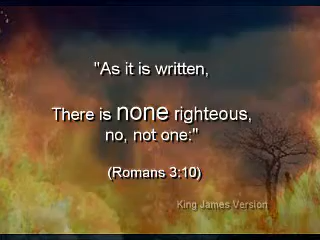 "As it is written,
There is none righteous,
no, not one:"
(Romans 3:10)
King James Version